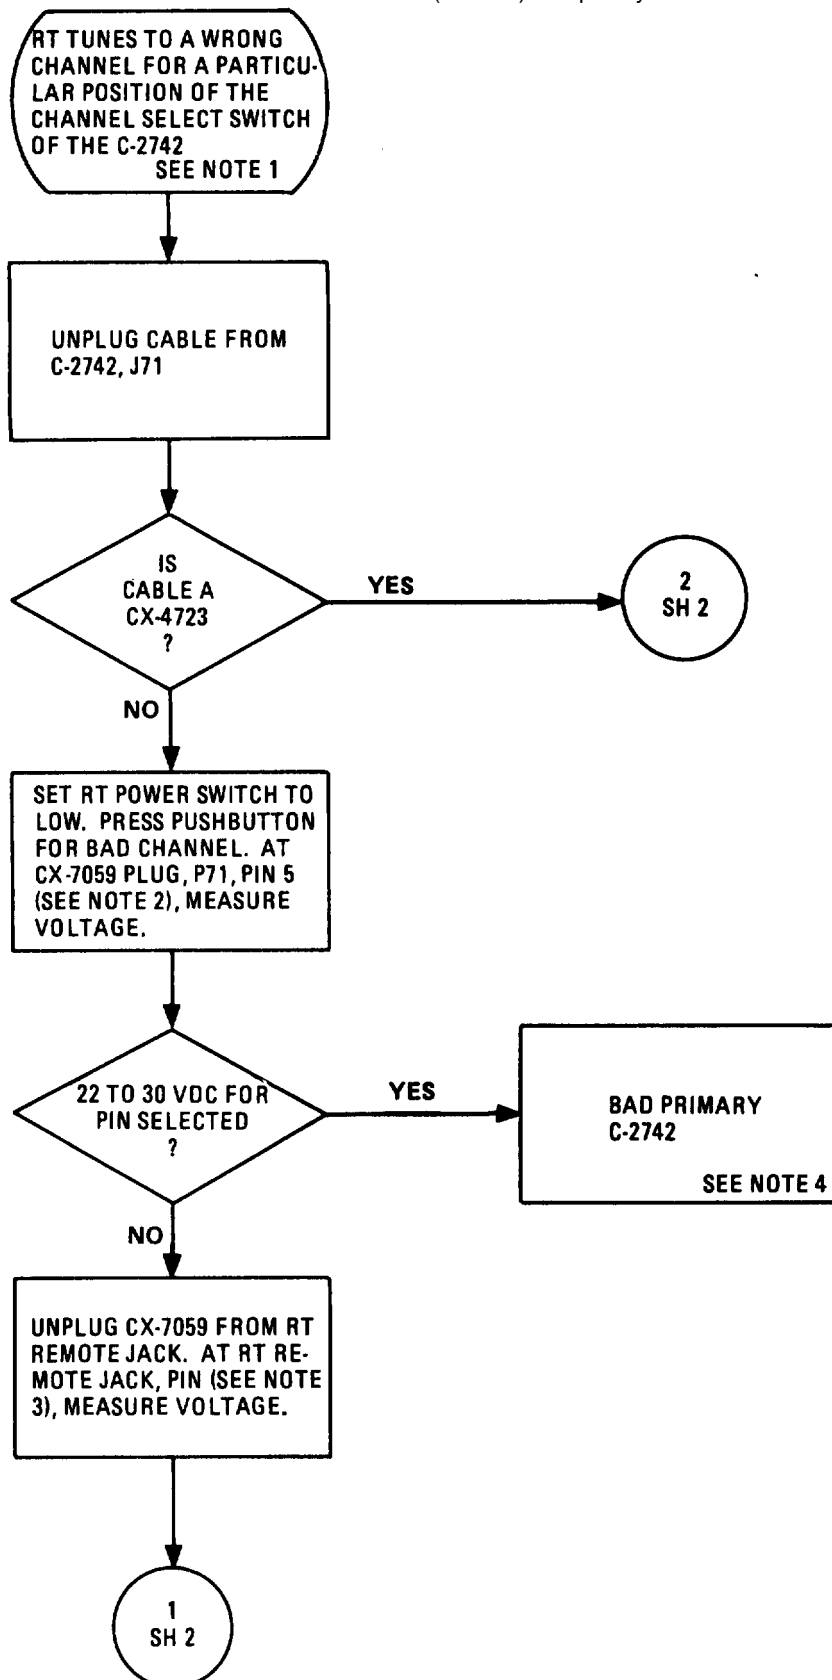 RT TUNES TO A WRONG
CHANNEL FOR A PARTICU-
LAR POSITION OF THE
CHANNEL SELECT SWITCH
OF THE C-2742
SEE NOTE 1
UNPLUG CABLE FROM
C-2742, J71
IS
CABLE A
CX-4723
?
YES
2
SH 2
NO
SET RT POWER SWITCH TO
LOW. PRESS PUSHBUTTON
FOR BAD CHANNEL. AT
CX-7059 PLUG, P71, PIN 5
(SEE NOTE 2), MEASURE
VOLTAGE.
22 TO 30 VDC FOR
PIN SELECTED
?
YES
BAD PRIMARY
C-2742
SEE NOTE 4
NO
UNPLUG CX-7059 FROM RT
REMOTE JACK. AT RT RE-
MOTE JACK, PIN (SEE NOTE
3), MEASURE VOLTAGE.
1
SH 2